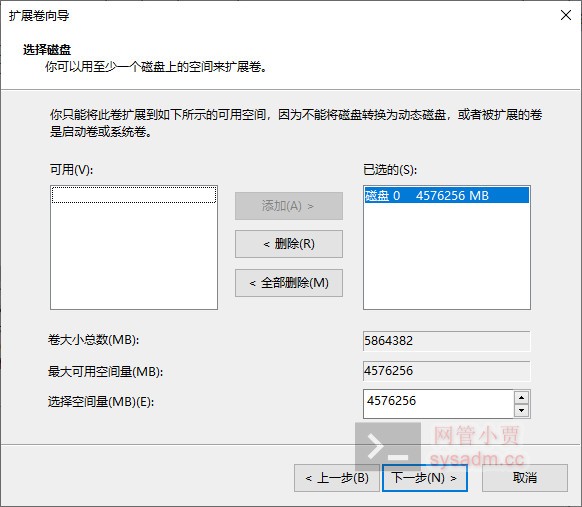 扩展卷向导
选择磁盘
你可以用至少一个磁盘上的空间来扩展卷。
你只能将此卷扩展到如下所示的可用空间，因为不能将磁盘转换为动态磁盘，或者被扩展的卷
是启动卷或系统卷。
可用(V):
已选的(S):
磁盘 0 4576256 MB
添加(A) >
< 删除(R)
< 全部删除(M)
卷大小总数(MB): 5864382
最大可用空间量(MB): 4576256
选择空间量(MB)(E): 4576256
网管小贾
sysadm.cc
< 上一步(B) 下一步(N) > 取消